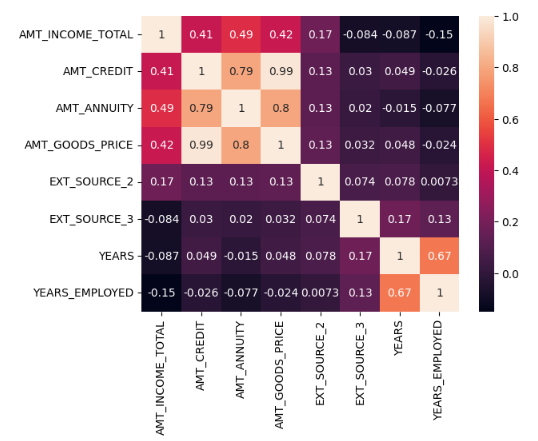 1.0
AMT_INCOME_TOTAL 1 0.41 0.49 0.42 0.17 -0.084 -0.087 -0.15
0.8
AMT_CREDIT 0.41 1 0.79 0.99 0.13 0.03 0.049 -0.026
AMT_ANNUITY 0.49 0.79 1 0.8 0.13 0.02 -0.015 -0.077
0.6
AMT_GOODS_PRICE 0.42 0.99 0.8 1 0.13 0.032 0.048 -0.024
0.4
EXT_SOURCE_2 0.17 0.13 0.13 0.13 1 0.074 0.078 0.0073
0.2
EXT_SOURCE_3 -0.084 0.03 0.02 0.032 0.074 1 0.17 0.13
YEARS -0.087 0.049 -0.015 0.048 0.078 0.17 1 0.67
0.0
YEARS_EMPLOYED -0.15 -0.026 -0.077 -0.024 0.0073 0.13 0.67 1
AMT_INCOME_TOTAL
AMT_CREDIT
AMT_ANNUITY
AMT_GOODS_PRICE
EXT_SOURCE_2
EXT_SOURCE_3
YEARS
YEARS_EMPLOYED